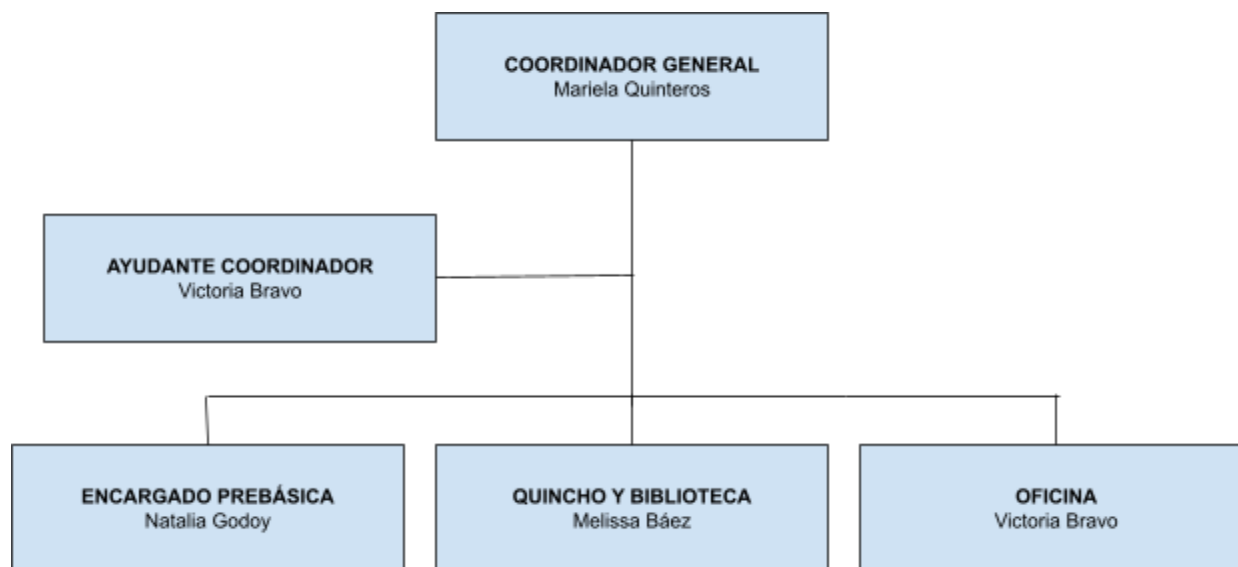 COORDINADOR GENERAL
Mariela Quinteros
AYUDANTE COORDINADOR
Victoria Bravo
ENCARGADO PREBÁSICA
Natalia Godoy
QUINCHO Y BIBLIOTECA
Melissa Báez
OFICINA
Victoria Bravo